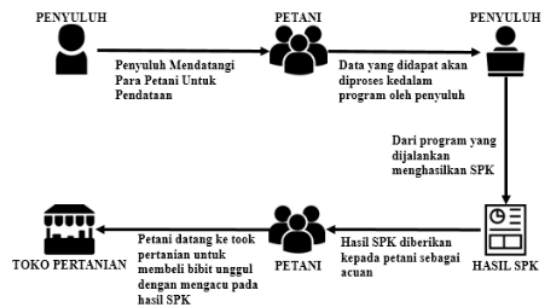 PENYULUH
PETANI
PENYULUH
Penyuluh Mendatangi
Para Petani Untuk
Pendataan
Data yang didapat akan
diproses kedalam
program oleh penyuluh
Dari program yang
dijalankan
menghasilkan SPK
TOKO PERTANIAN
Petani datang ke took
pertanian untuk
membeli bibit unggul
dengan mengacu pada
hasil SPK
PETANI
Hasil SPK diberikan
kepada petani sebagai
acuan
HASIL SPK